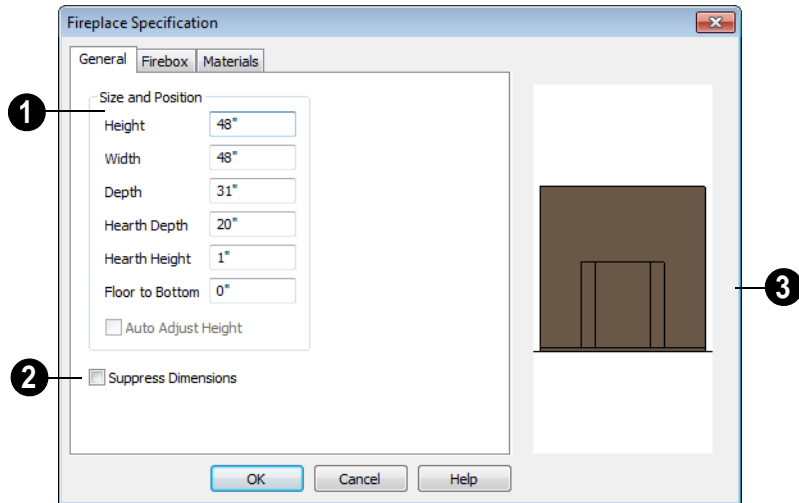 Fireplace Specification
General Firebox Materials
1
Size and Position
Height 48"
Width 48"
Depth 31"
Hearth Depth 20"
Hearth Height 1"
Floor to Bottom 0"
Auto Adjust Height
2
Suppress Dimensions
3
OK Cancel Help